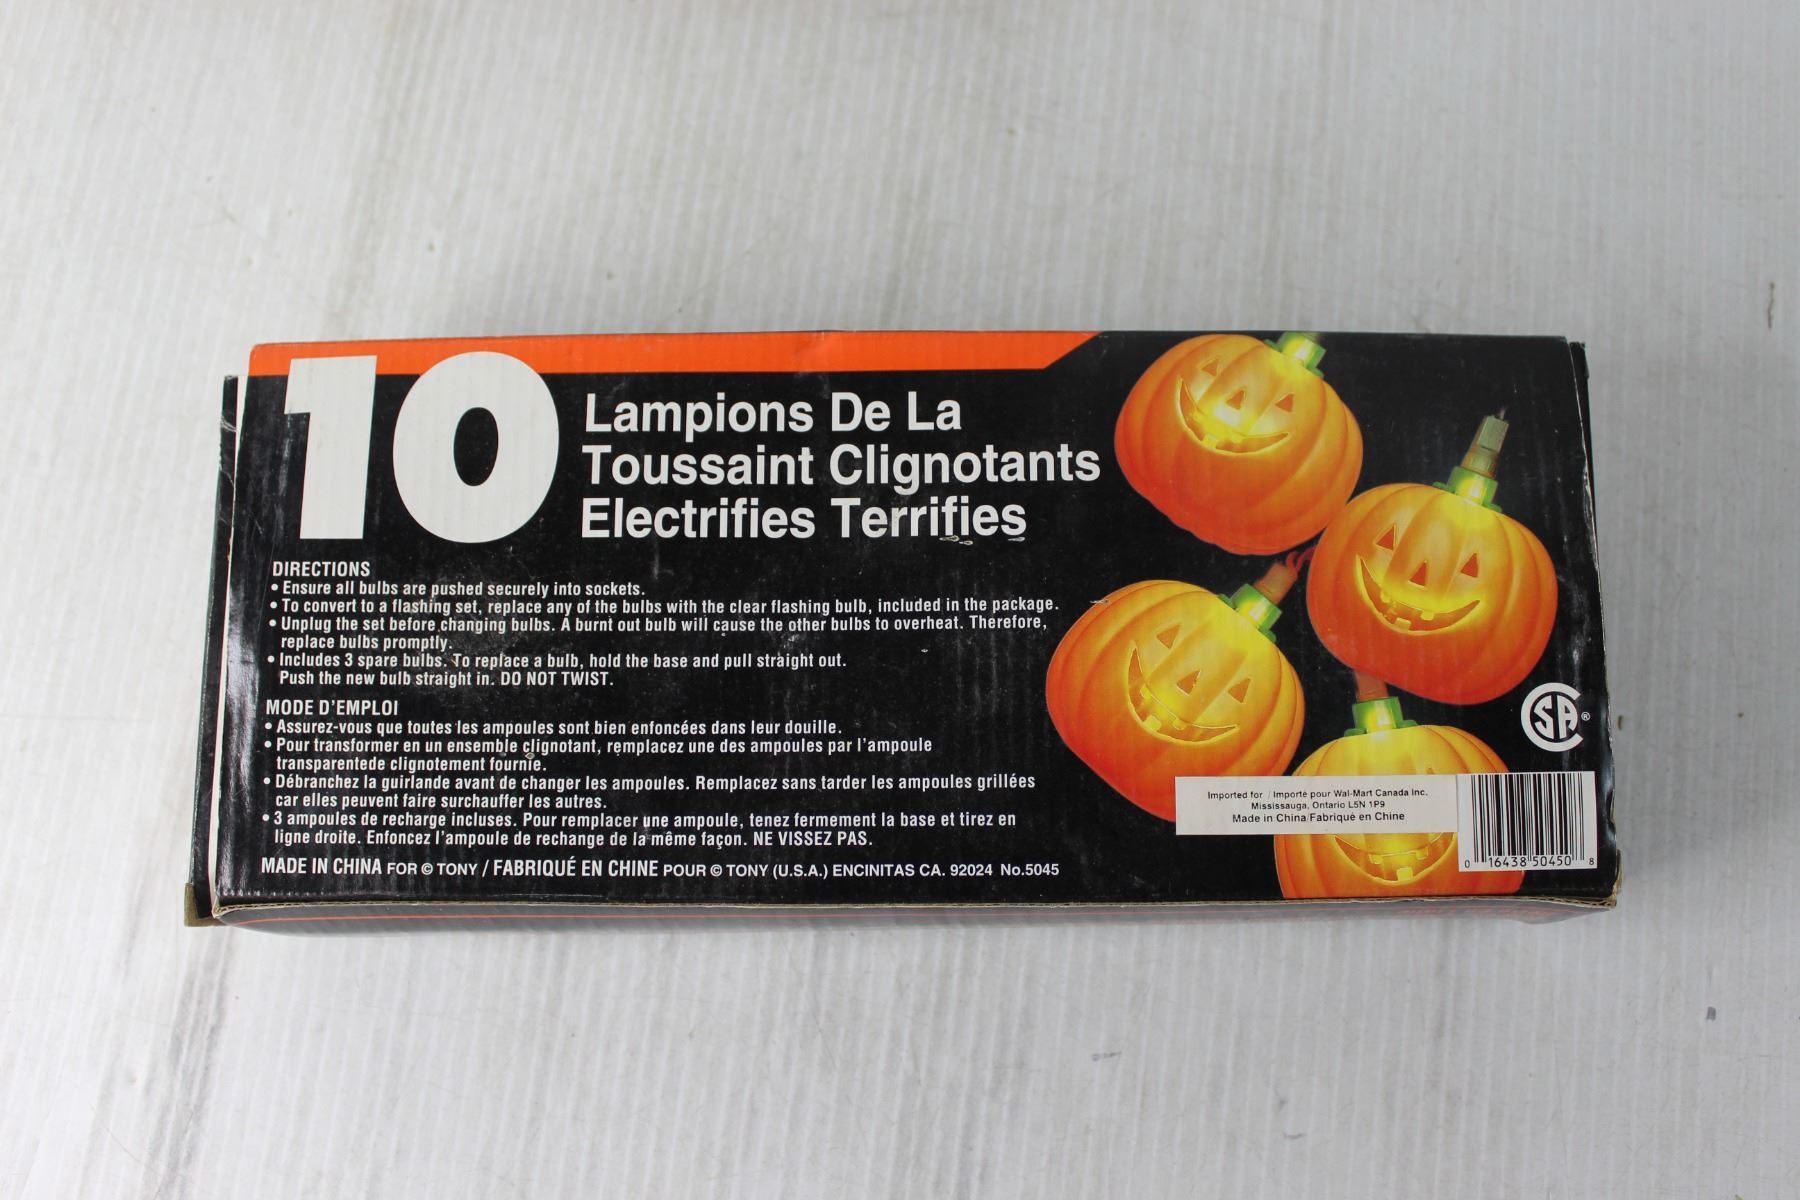 10
Lampions De La
Toussaint Clignotants
Electrifies Terrifies
DIRECTIONS
• Ensure all bulbs are pushed securely into sockets.
• To convert to a flashing set, replace any of the bulbs with the clear flashing bulb, included in the package.
• Unplug the set before changing bulbs. A burnt out bulb will cause the other bulbs to overheat. Therefore,
replace bulbs promptly.
• Includes 3 spare bulbs. To replace a bulb, hold the base and pull straight out.
Push the new bulb straight in. DO NOT TWIST.
MODE D'EMPLOI
• Assurez-vous que toutes les ampoules sont bien enfoncées dans leur douille.
• Pour transformer en un ensemble clignotant, remplacez une des ampoules par l'ampoule
transparentede clignotement fournie.
• Débranchez la guirlande avant de changer les ampoules. Remplacez sans tarder les ampoules grillées
car elles peuvent faire surchauffer les autres.
• 3 ampoules de recharge incluses. Pour remplacer une ampoule, tenez fermement la base et tirez en
ligne droite. Enfoncez l'ampoule de rechange de la même façon. NE VISSEZ PAS.
MADE IN CHINA FOR © TONY / FABRIQUÉ EN CHINE POUR © TONY (U.S.A.) ENCINITAS CA. 92024 No.5045
CSA ®
Imported for / Importé pour Wal-Mart Canada Inc.
Mississauga, Ontario L5N 1P9
Made in China/Fabriqué en Chine
0 16438 50450 8